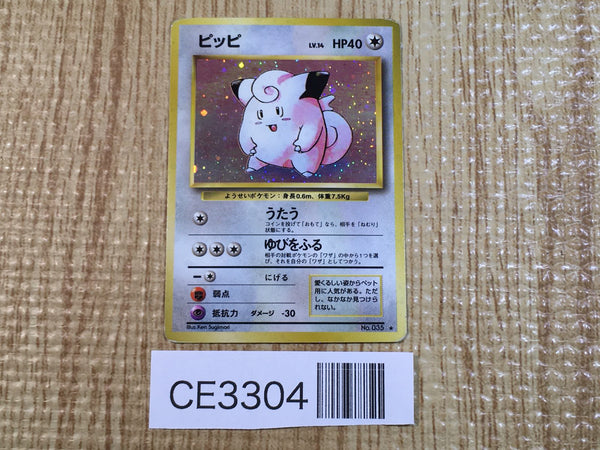 ピッピ LV.14 HP40
ようせいポケモン：身長0.6m、体重7.5Kg
うたう
コインを投げて「おもて」なら、相手を「ねむり」
状態にする。
ゆびをふる
相手の対戦ポケモンの「ワザ」の中から1つを選
び、それを自分の「ワザ」としてつかう。
ー にげる
弱点
抵抗力 ダメージ -30
愛くるしい姿からペット
用に人気がある。ただ
し、なかなか見つけら
れない。
Illus. Ken Sugimori
No. 035 ★
CE3304